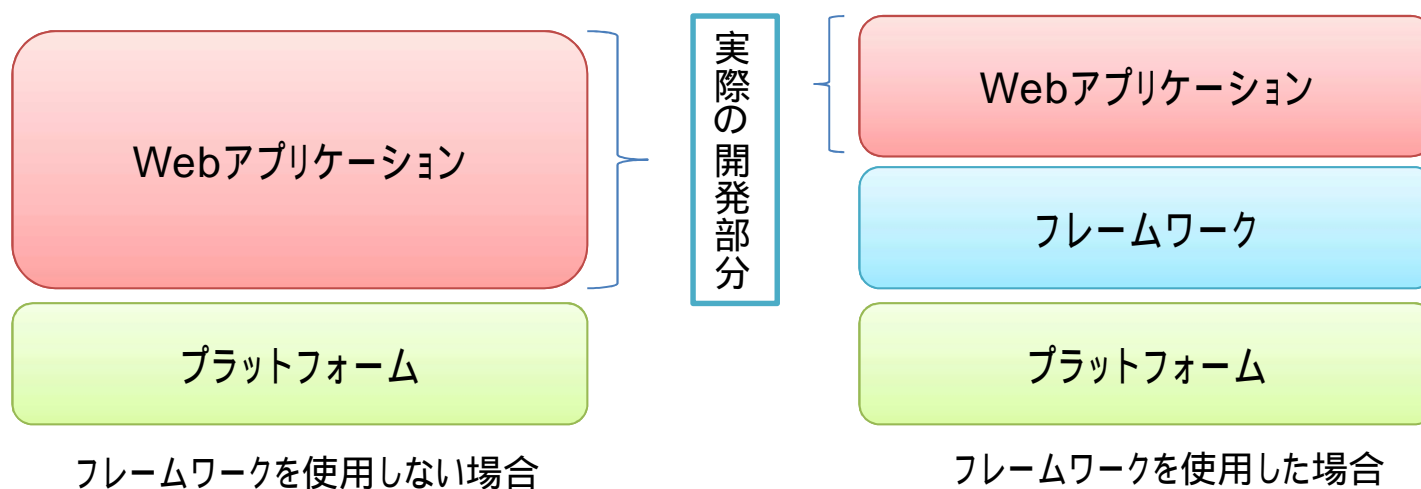 Webアプリケーション
プラットフォーム
フレームワークを使用しない場合
実際の開発部分
Webアプリケーション
フレームワーク
プラットフォーム
フレームワークを使用した場合